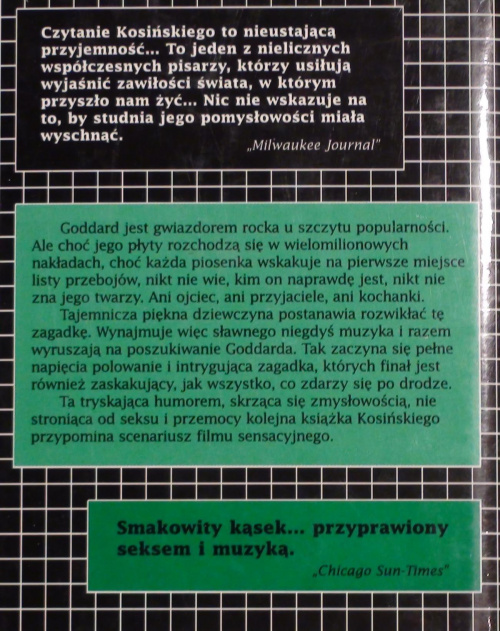 Czytanie Kosińskiego to nieustającą
przyjemność... To jeden z nielicznych
współczesnych pisarzy, którzy usiłują
wyjaśnić zawiłości świata, w którym
przyszło nam żyć... Nic nie wskazuje na
to, by studnia jego pomysłowości miała
wyschnąć.
„Milwaukee Journal"
Goddard jest gwiazdorem rocka u szczytu popularności.
Ale choć jego płyty rozchodzą się w wielomilionowych
nakładach, choć każda piosenka wskakuje na pierwsze miejsce
listy przebojów, nikt nie wie, kim on naprawdę jest, nikt nie
zna jego twarzy. Ani ojciec, ani przyjaciele, ani kochanki.
Tajemnicza piękna dziewczyna postanawia rozwikłać tę
zagadkę. Wynajmuje więc sławnego niegdyś muzyka i razem
wyruszają na poszukiwanie Goddarda. Tak zaczyna się pełne
napięcia polowanie i intrygująca zagadka, których finał jest
również zaskakujący, jak wszystko, co zdarzy się po drodze.
Ta tryskająca humorem, skrząca się zmysłowością, nie
stroniąca od seksu i przemocy kolejna książka Kosińskiego
przypomina scenariusz filmu sensacyjnego.
Smakowity kąsek... przyprawiony
seksem i muzyką.
„Chicago Sun-Times"